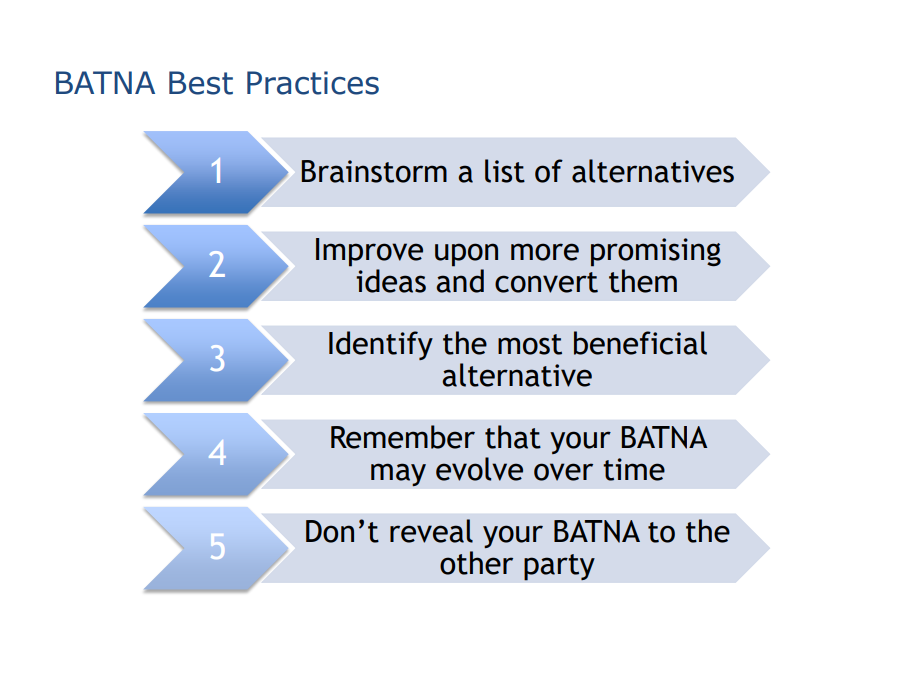 BATNA Best Practices
1
Brainstorm a list of alternatives
2
Improve upon more promising
ideas and convert them
3
Identify the most beneficial
alternative
4
Remember that your BATNA
may evolve over time
5
Don’t reveal your BATNA to the
other party